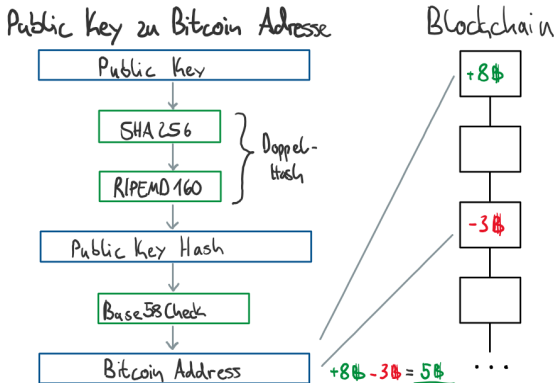 Public Key zu Bitcoin Adresse
Blockchain
Public Key
SHA256
RIPEMD160
Doppel-
Hash
Public Key Hash
Base58Check
Bitcoin Address
+8₿
-3₿
+8₿ -3₿ = 5₿
...